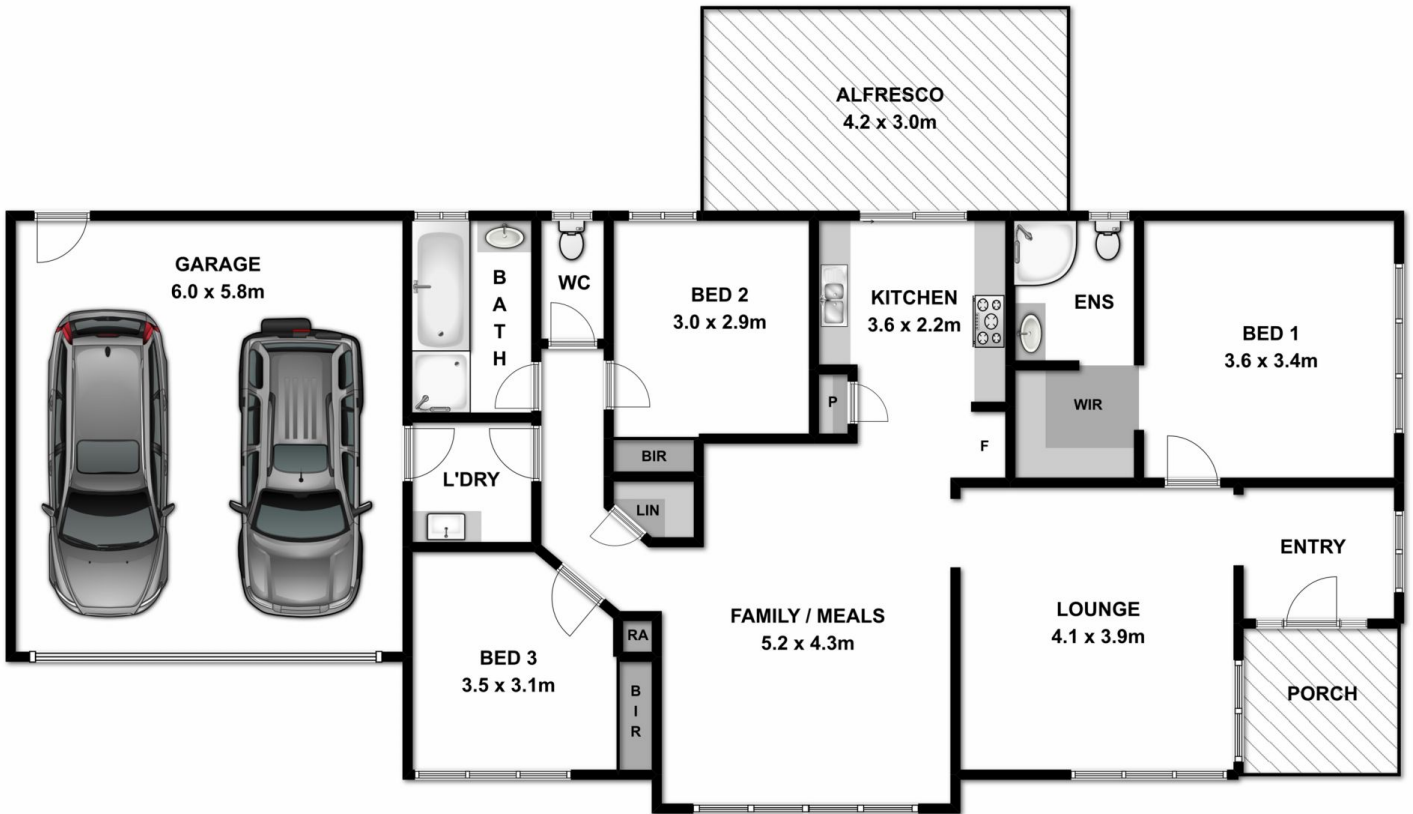 ALFRESCO
4.2 x 3.0m
GARAGE
6.0 x 5.8m
B
A
T
H
WC
BED 2
3.0 x 2.9m
KITCHEN
3.6 x 2.2m
ENS
BED 1
3.6 x 3.4m
P
WIR
F
BIR
L'DRY
LIN
ENTRY
FAMILY / MEALS
5.2 x 4.3m
LOUNGE
4.1 x 3.9m
RA
BED 3
3.5 x 3.1m
B
I
R
PORCH